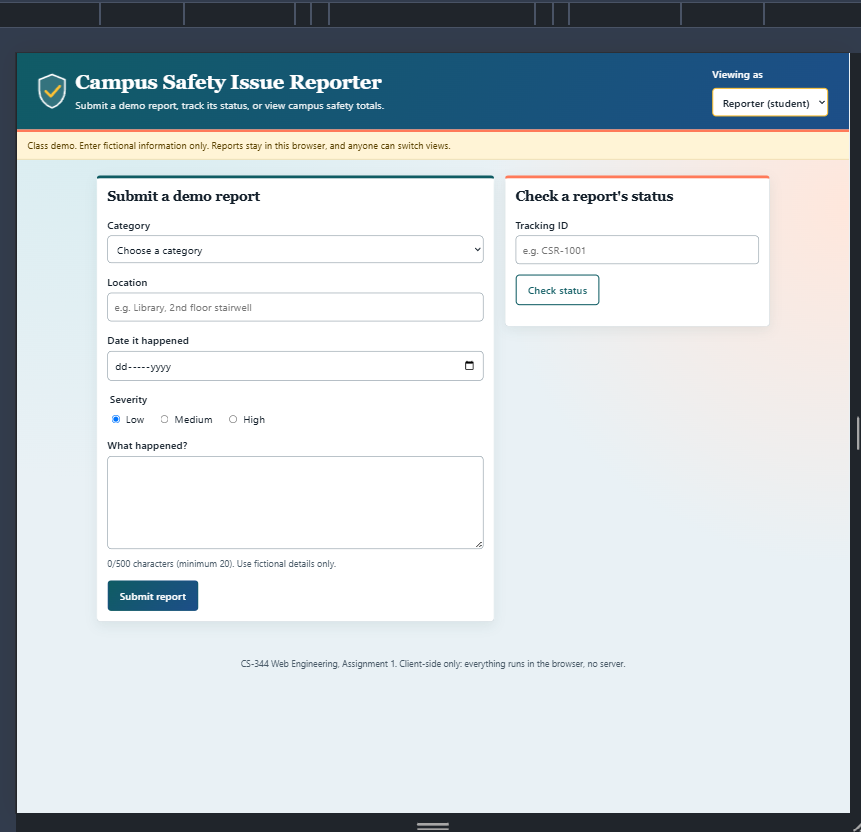 Campus Safety Issue Reporter
Submit a demo report, track its status, or view campus safety totals.
Viewing as
Reporter (student)
Class demo. Enter fictional information only. Reports stay in this browser, and anyone can switch views.
Submit a demo report
Category
Choose a category
Location
e.g. Library, 2nd floor stairwell
Date it happened
dd-----yyyy
Severity
Low
Medium
High
What happened?
0/500 characters (minimum 20). Use fictional details only.
Submit report
Check a report's status
Tracking ID
e.g. CSR-1001
Check status
CS-344 Web Engineering, Assignment 1. Client-side only: everything runs in the browser, no server.